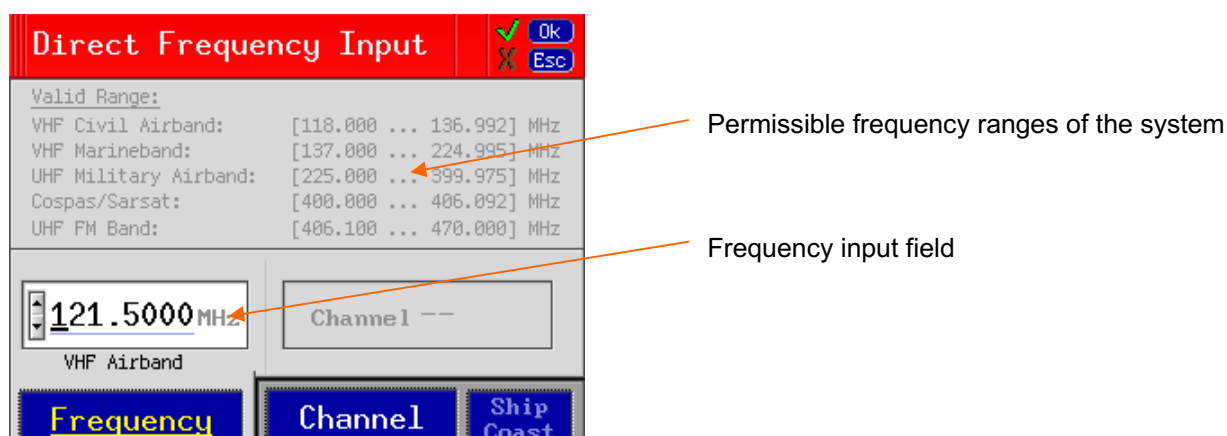 Direct Frequency Input
Ok
Esc
Valid Range:
VHF Civil Airband: [118.000 ... 136.992] MHz
VHF Marineband: [137.000 ... 224.995] MHz
UHF Military Airband: [225.000 ... 399.975] MHz
Cospas/Sarsat: [400.000 ... 406.092] MHz
UHF FM Band: [406.100 ... 470.000] MHz
Permissible frequency ranges of the system
Frequency input field
121.5000 MHz
Channel --
VHF Airband
Frequency
Channel
Ship
Coast